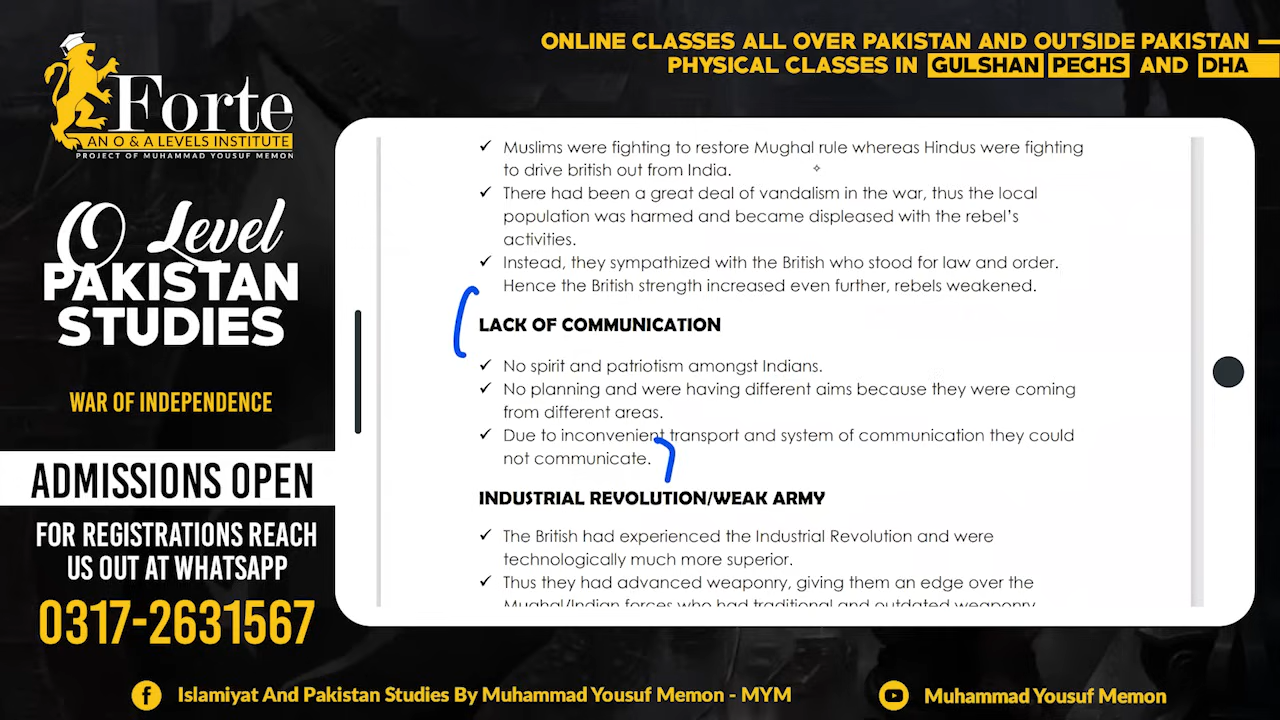 Forte
AN O & A LEVELS INSTITUTE
PROJECT OF MUHAMMAD YOUSUF MEMON
O Level
PAKISTAN
STUDIES
WAR OF INDEPENDENCE
ADMISSIONS OPEN
FOR REGISTRATIONS REACH
US OUT AT WHATSAPP
0317-2631567
ONLINE CLASSES ALL OVER PAKISTAN AND OUTSIDE PAKISTAN
PHYSICAL CLASSES IN GULSHAN PECHS AND DHA
✓ Muslims were fighting to restore Mughal rule whereas Hindus were fighting
to drive british out from India.
✓ There had been a great deal of vandalism in the war, thus the local
population was harmed and became displeased with the rebel's
activities.
✓ Instead, they sympathized with the British who stood for law and order.
Hence the British strength increased even further, rebels weakened.
LACK OF COMMUNICATION
✓ No spirit and patriotism amongst Indians.
✓ No planning and were having different aims because they were coming
from different areas.
✓ Due to inconvenient transport and system of communication they could
not communicate.
INDUSTRIAL REVOLUTION/WEAK ARMY
✓ The British had experienced the Industrial Revolution and were
technologically much more superior.
✓ Thus they had advanced weaponry, giving them an edge over the
Mughal/Indian forces who had traditional and outdated weaponry
Islamiyat And Pakistan Studies By Muhammad Yousuf Memon - MYM
Muhammad Yousuf Memon